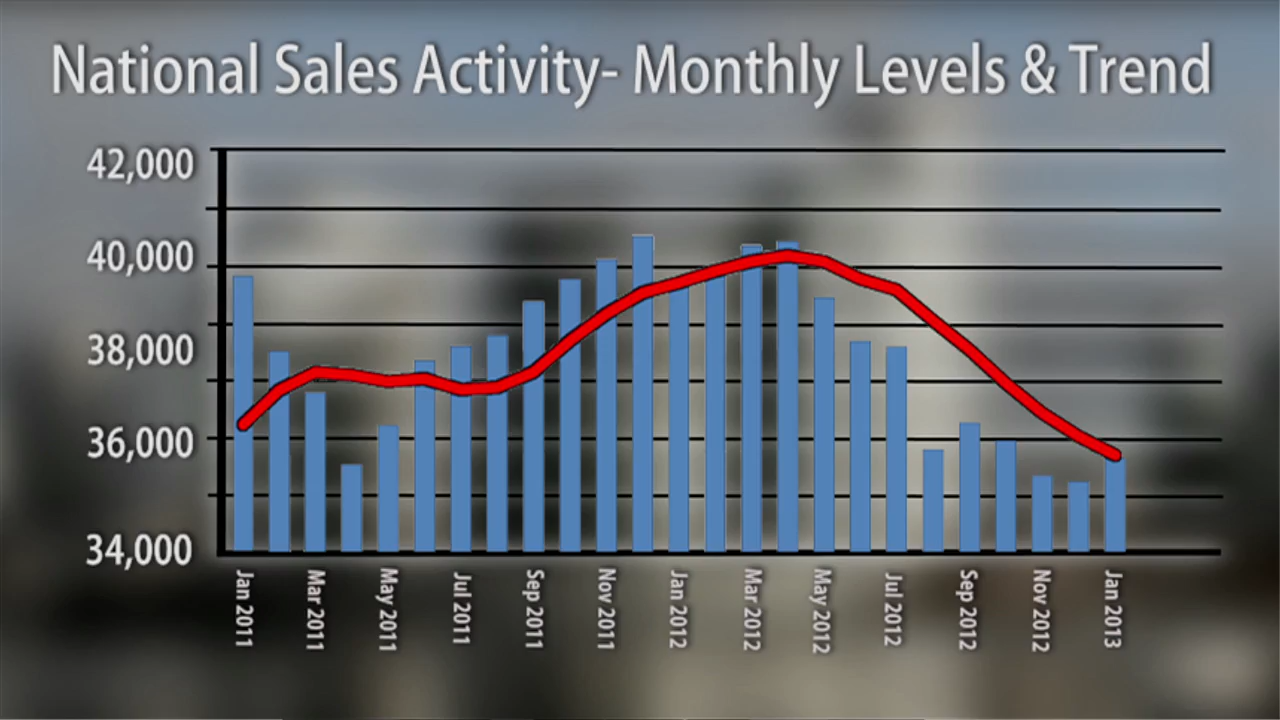 National Sales Activity- Monthly Levels & Trend
42,000
40,000
38,000
36,000
34,000
Jan 2011
Mar 2011
May 2011
Jul 2011
Sep 2011
Nov 2011
Jan 2012
Mar 2012
May 2012
Jul 2012
Sep 2012
Nov 2012
Jan 2013